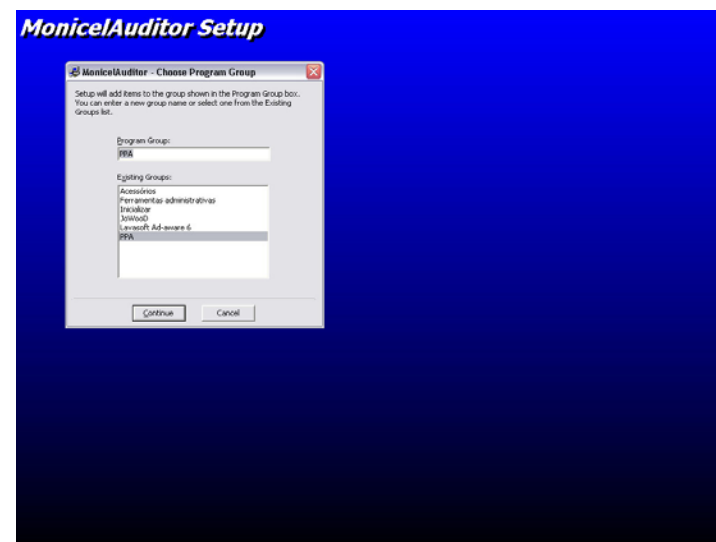 MonicelAuditor Setup
MonicelAuditor - Choose Program Group
Setup will add items to the group shown in the Program Group box.
You can enter a new group name or select one from the Existing
Groups list.
Program Group:
PPA
Existing Groups:
Acessórios
Ferramentas administrativas
Inicializar
JoWooD
Lavasoft Ad-aware 6
PPA
Continue
Cancel